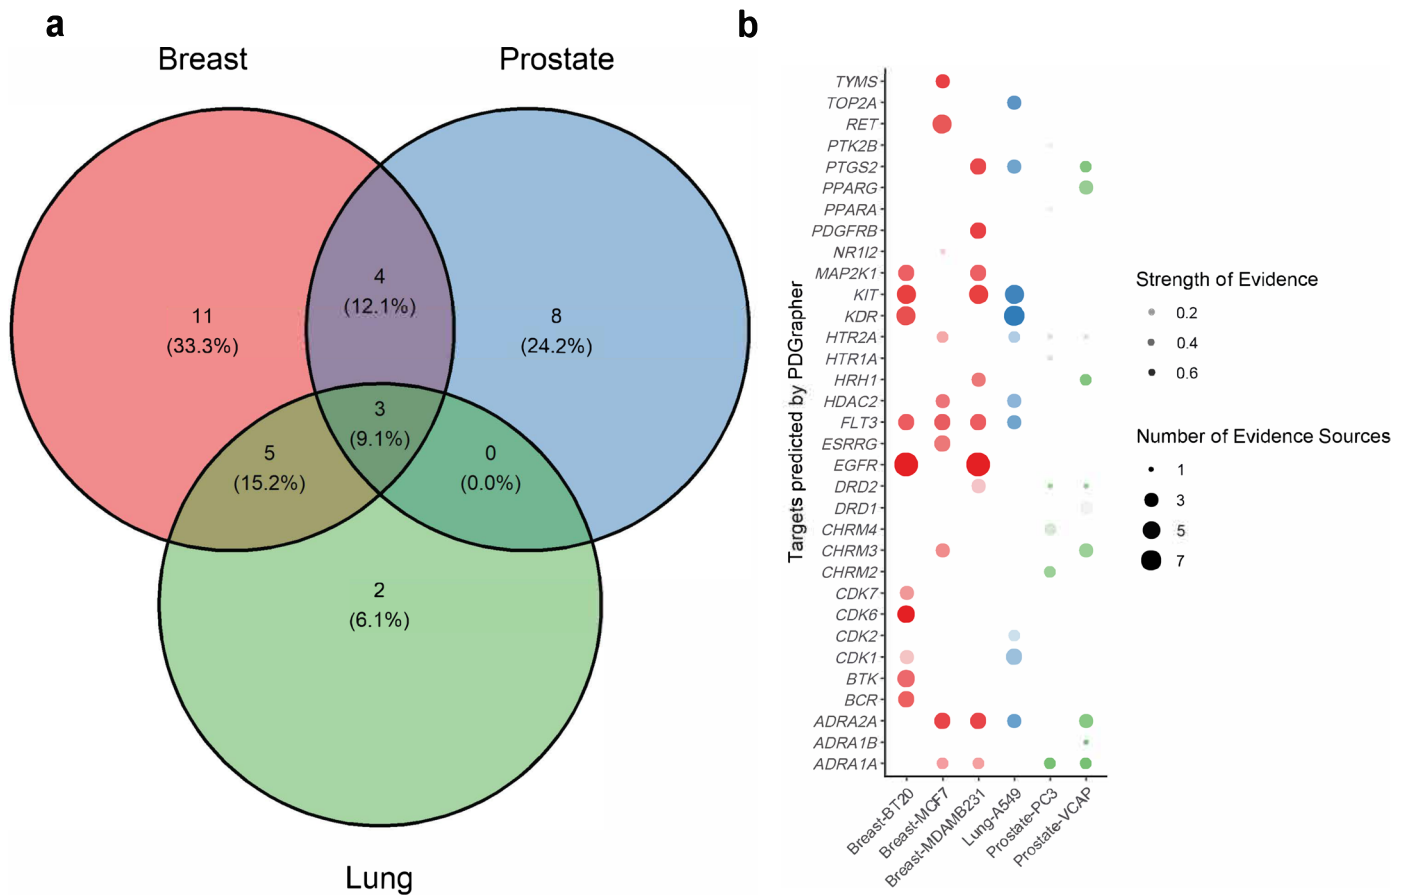 a
Breast
Prostate
11
(33.3%)
4
(12.1%)
8
(24.2%)
3
(9.1%)
5
(15.2%)
0
(0.0%)
2
(6.1%)
Lung
b
Targets predicted by PDGrapher
TYMS
TOP2A
RET
PTK2B
PTGS2
PPARG
PPARA
PDGFRB
NR1I2
MAP2K1
KIT
KDR
HTR2A
HTR1A
HRH1
HDAC2
FLT3
ESRRG
EGFR
DRD2
DRD1
CHRM4
CHRM3
CHRM2
CDK7
CDK6
CDK2
CDK1
BTK
BCR
ADRA2A
ADRA1B
ADRA1A
Breast-BT20
Breast-MCF7
Breast-MDAMB231
Lung-A549
Prostate-PC3
Prostate-VCAP
Strength of Evidence
0.2
0.4
0.6
Number of Evidence Sources
1
3
5
7